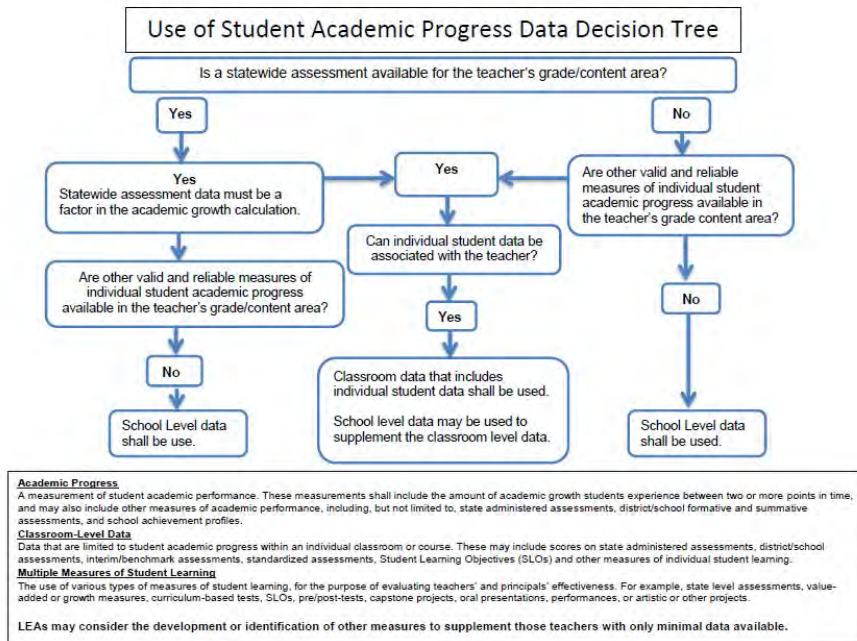 Use of Student Academic Progress Data Decision Tree
Is a statewide assessment available for the teacher's grade/content area?
Yes
No
Yes
Statewide assessment data must be a
factor in the academic growth calculation.
Yes
Are other valid and reliable
measures of individual student
academic progress available
in the teacher's grade content area?
Can individual student data be
associated with the teacher?
Are other valid and reliable measures of
individual student academic progress
available in the teacher's grade/content area?
No
Yes
No
School Level data
shall be use.
Classroom data that includes
individual student data shall be used.
School level data may be used to
supplement the classroom level data.
School Level data
shall be used.
Academic Progress
A measurement of student academic performance. These measurements shall include the amount of academic growth students experience between two or more points in time,
and may also include other measures of academic performance, including, but not limited to, state administered assessments, district/school formative and summative
assessments, and school achievement profiles.
Classroom-Level Data
Data that are limited to student academic progress within an individual classroom or course. These may include scores on state administered assessments, district/school
assessments, interim/benchmark assessments, standardized assessments, Student Learning Objectives (SLOs) and other measures of individual student learning.
Multiple Measures of Student Learning
The use of various types of measures of student learning, for the purpose of evaluating teachers' and principals' effectiveness. For example, state level assessments, value-
added or growth measures, curriculum-based tests, SLOs, pre/post-tests, capstone projects, oral presentations, performances, or artistic or other projects.
LEAs may consider the development or identification of other measures to supplement those teachers with only minimal data available.